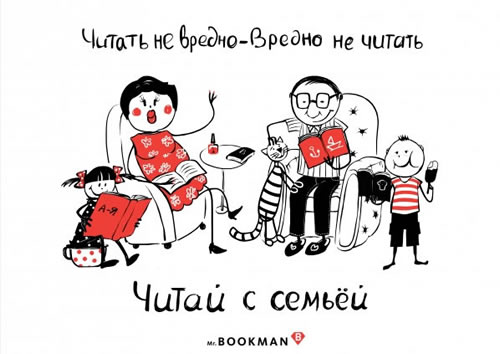 Читать не вредно-Вредно не читать
А-Я
Читай с семьёй
Mr. BOOKMAN B